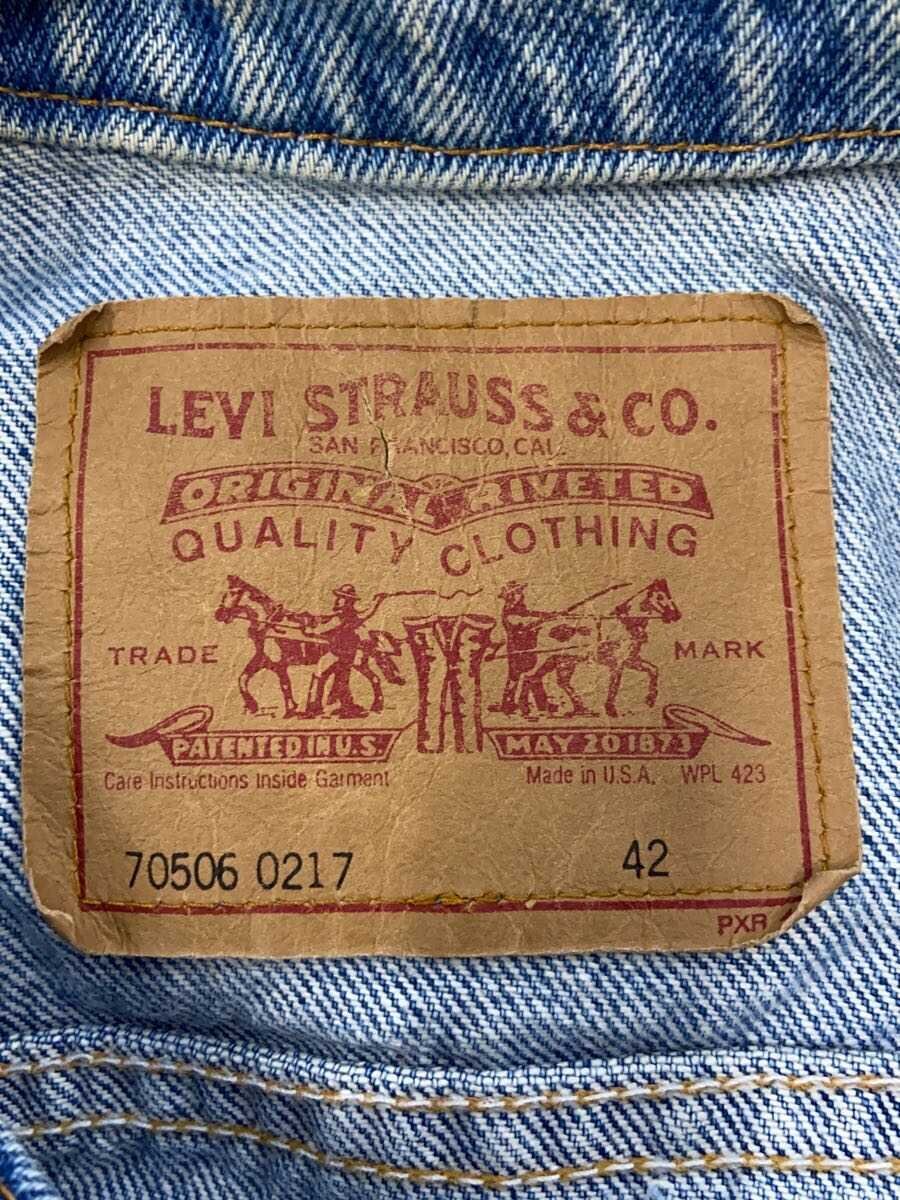 LEVI STRAUSS & CO.
SAN FRANCISCO, CAL.
ORIGINAL RIVETED
QUALITY CLOTHING
TRADE MARK
PATENTED IN U.S. MAY 20 1873
Care Instructions Inside Garment Made in U.S.A. WPL 423
70506 0217 42
PXR